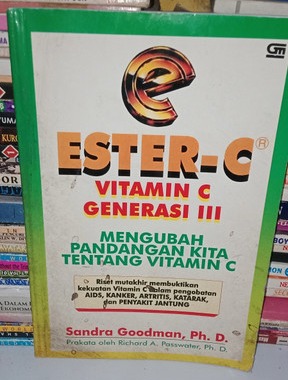 GM
e
ESTER-C®
VITAMIN C
GENERASI III
MENGUBAH
PANDANGAN KITA
TENTANG VITAMIN C
Riset mutakhir membuktikan
kekuatan Vitamin C dalam pengobatan
AIDS, KANKER, ARTRITIS, KATARAK,
dan PENYAKIT JANTUNG
Sandra Goodman, Ph. D.
Prakata oleh Richard A. Passwater, Ph. D.